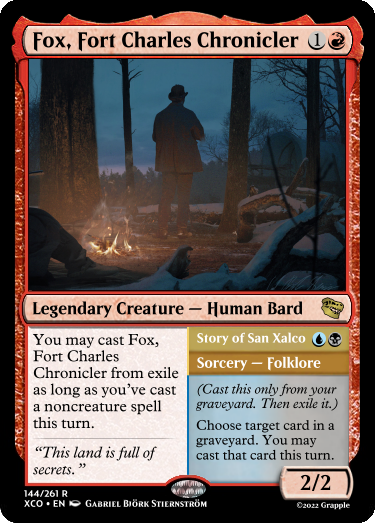 Fox, Fort Charles Chronicler 1
Legendary Creature — Human Bard
You may cast Fox,
Fort Charles
Chronicler from exile
as long as you've cast
a noncreature spell
this turn.
"This land is full of
secrets."
Story of San Xalco
Sorcery — Folklore
(Cast this only from your
graveyard. Then exile it.)
Choose target card in a
graveyard. You may
cast that card this turn.
2/2
144/261 R
XCO • EN Gabriel Björk Stiernström
©2022 Grapple